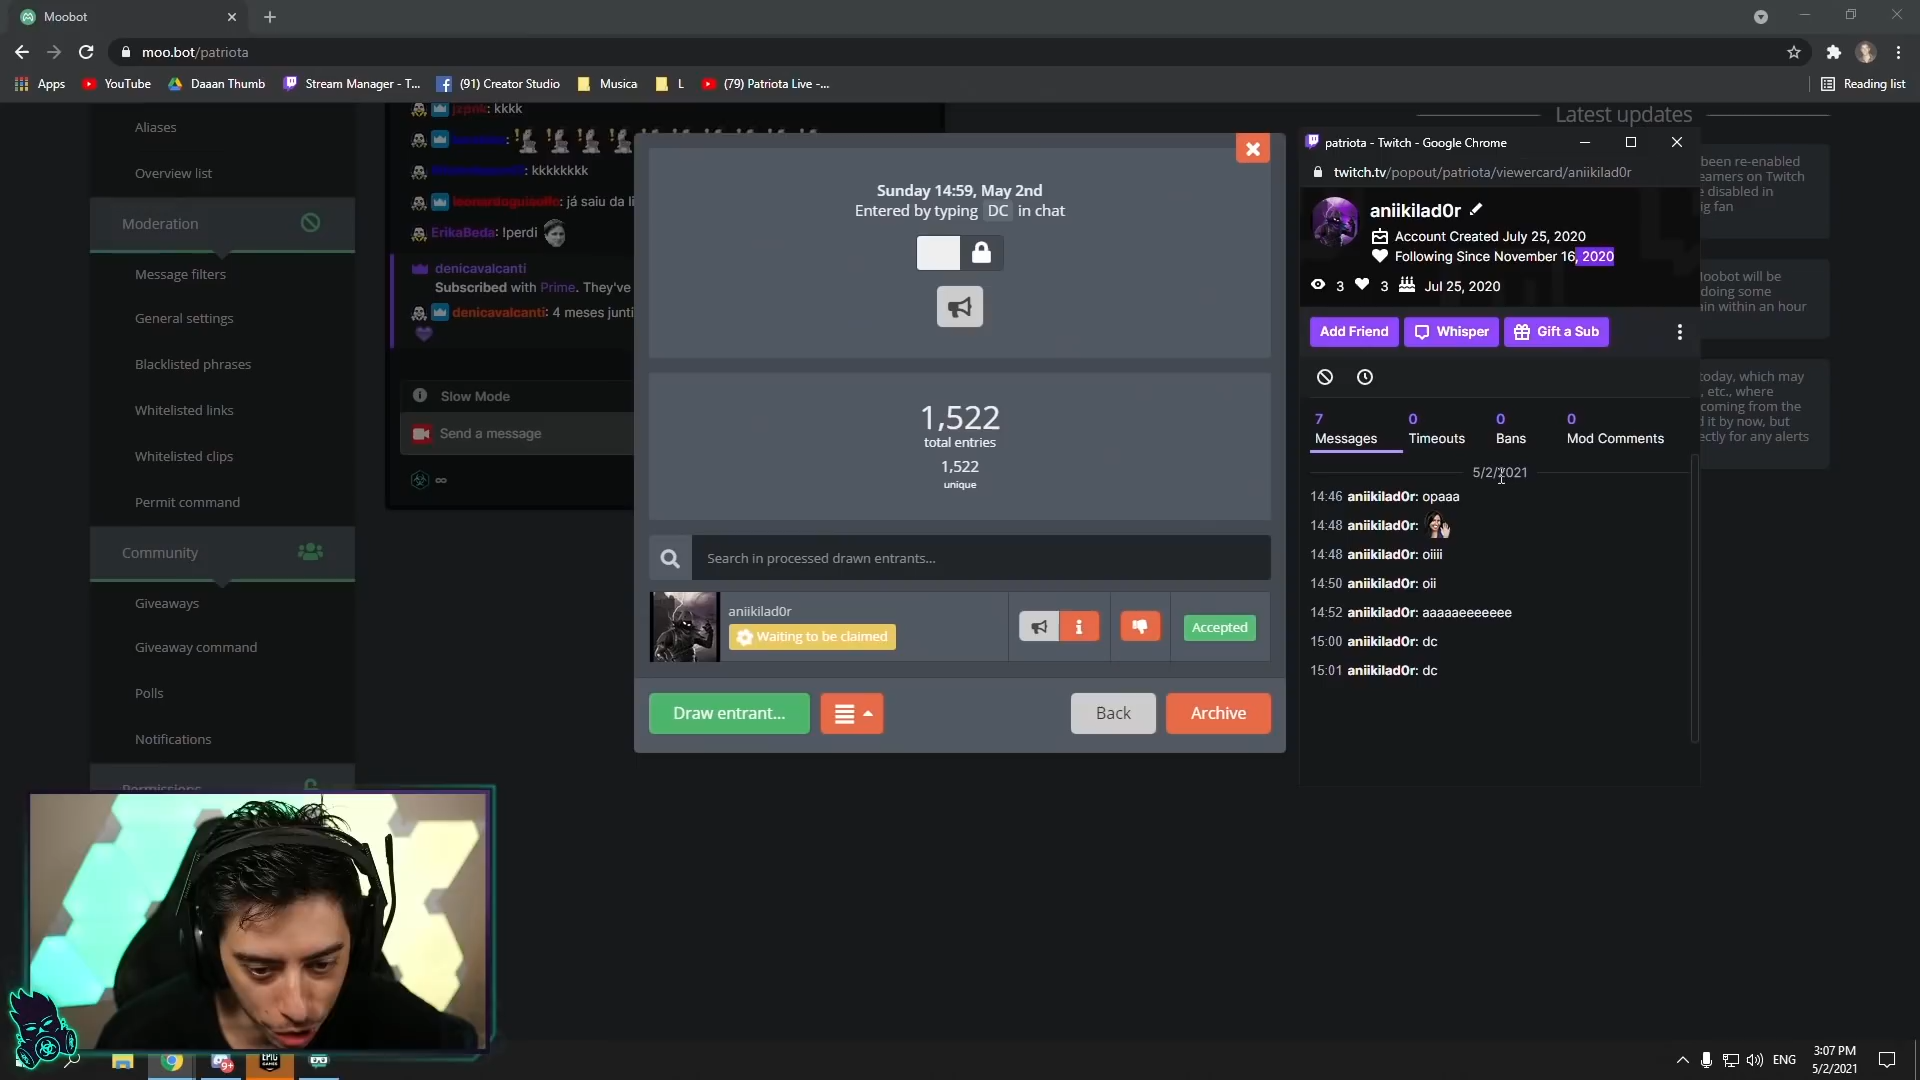 Moobot
moo.bot/patriota
Apps
YouTube
Daaan Thumb
Stream Manager - T...
(91) Creator Studio
Musica
L
(79) Patriota Live -...
Reading list
Aliases
Overview list
Moderation
Message filters
General settings
Blacklisted phrases
Whitelisted links
Whitelisted clips
Permit command
Community
Giveaways
Giveaway command
Polls
Notifications
Permissions
: kkkk
: kkkkkkkk
: já saiu da li
ErikaBeda: !perdi
denicavalcanti
Subscribed with Prime. They've
denicavalcanti: 4 meses junti
Slow Mode
Send a message
∞
Sunday 14:59, May 2nd
Entered by typing DC in chat
1,522
total entries
1,522
unique
Search in processed drawn entrants...
aniikilad0r
Waiting to be claimed
Accepted
Draw entrant...
Back
Archive
Latest updates
been re-enabled
eamers on Twitch
e disabled in
ig fan
Moobot will be
doing some
ain within an hour
today, which may
, etc., where
coming from the
d it by now, but
ectly for any alerts
patriota - Twitch - Google Chrome
twitch.tv/popout/patriota/viewercard/aniikilad0r
aniikilad0r
Account Created July 25, 2020
Following Since November 16, 2020
3
3
Jul 25, 2020
Add Friend
Whisper
Gift a Sub
7
Messages
0
Timeouts
0
Bans
0
Mod Comments
5/2/2021
14:46 aniikilad0r: opaaa
14:48 aniikilad0r:
14:48 aniikilad0r: oiiii
14:50 aniikilad0r: oii
14:52 aniikilad0r: aaaaaeeeeeee
15:00 aniikilad0r: dc
15:01 aniikilad0r: dc
9+
EPIC
GAMES
ENG
3:07 PM
5/2/2021